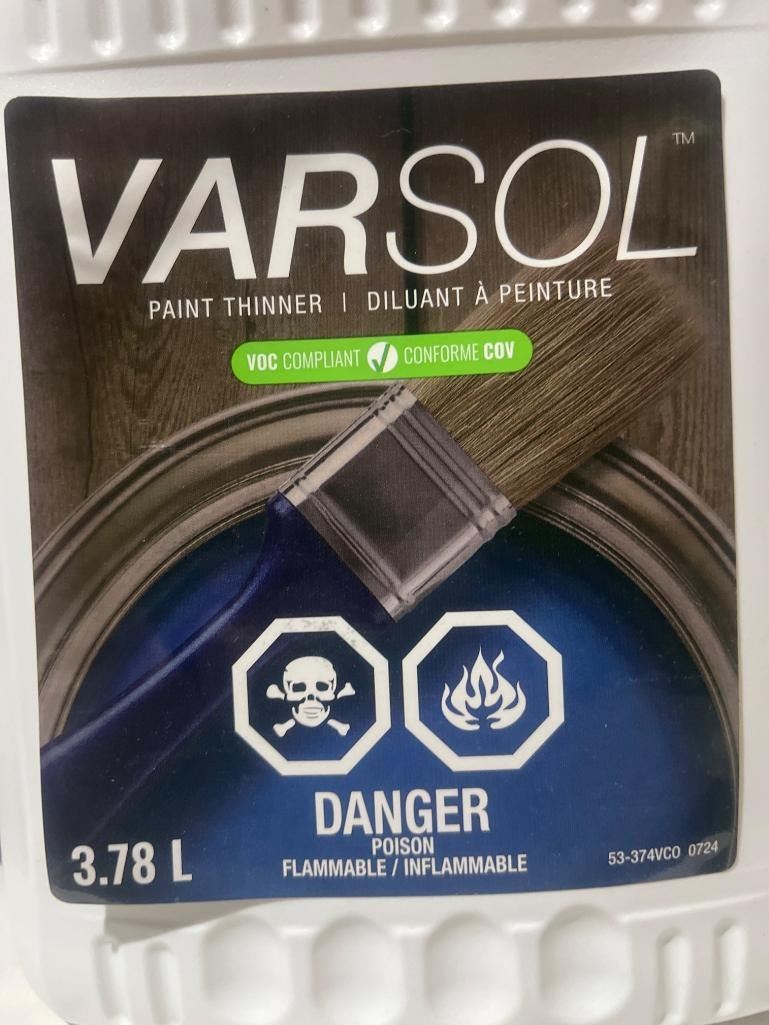 VARSOL™
PAINT THINNER | DILUANT À PEINTURE
VOC COMPLIANT CONFORME COV
DANGER
POISON
FLAMMABLE / INFLAMMABLE
3.78 L
53-374VCO 0724